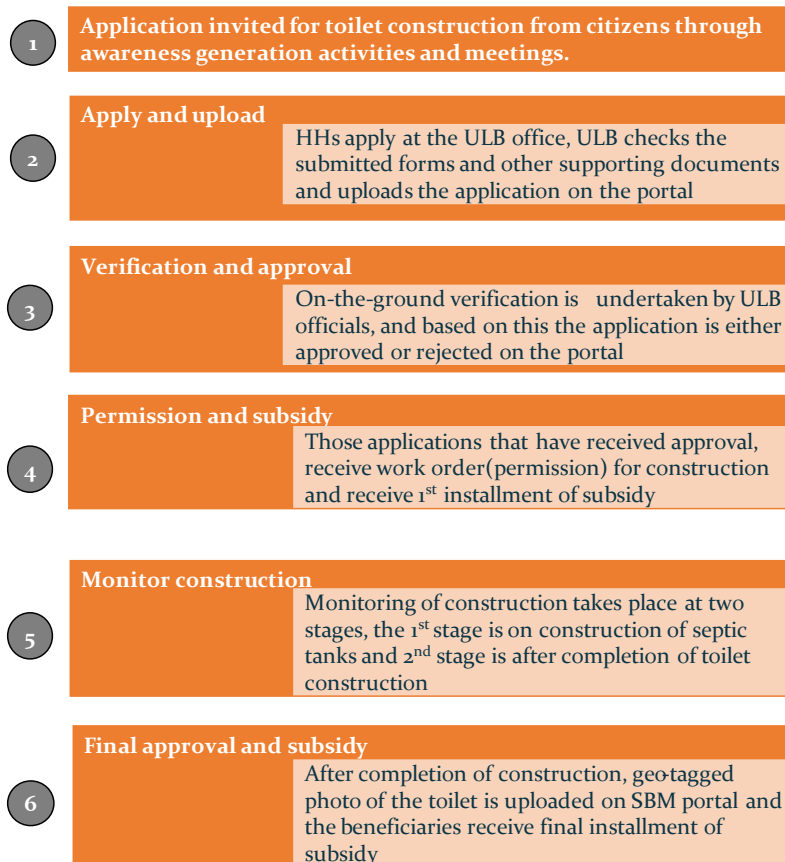 1
Application invited for toilet construction from citizens through
awareness generation activities and meetings.
2
Apply and upload
HHs apply at the ULB office, ULB checks the
submitted forms and other supporting documents
and uploads the application on the portal
3
Verification and approval
On-the-ground verification is undertaken by ULB
officials, and based on this the application is either
approved or rejected on the portal
4
Permission and subsidy
Those applications that have received approval,
receive work order(permission) for construction
and receive 1st installment of subsidy
5
Monitor construction
Monitoring of construction takes place at two
stages, the 1st stage is on construction of septic
tanks and 2nd stage is after completion of toilet
construction
6
Final approval and subsidy
After completion of construction, geo-tagged
photo of the toilet is uploaded on SBM portal and
the beneficiaries receive final installment of
subsidy